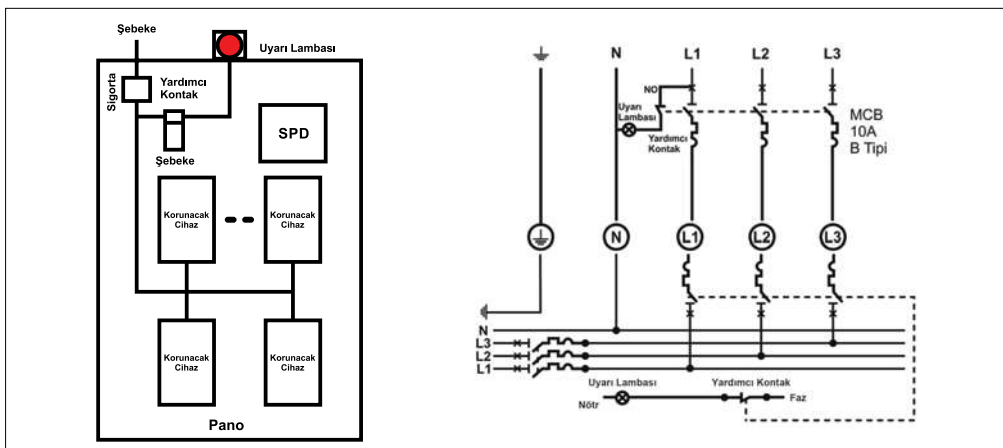 Şebeke
Uyarı Lambası
Sigorta
Yardımcı
Kontak
Şebeke
SPD
Korunacak
Cihaz
Korunacak
Cihaz
Korunacak
Cihaz
Korunacak
Cihaz
Pano
N
L1
L2
L3
NO
Uyarı
Lambası
Yardımcı
Kontak
MCB
10A
B Tipi
N
L1
L2
L3
N
L3
L2
L1
Uyarı Lambası
Yardımcı Kontak
Nötr
Faz